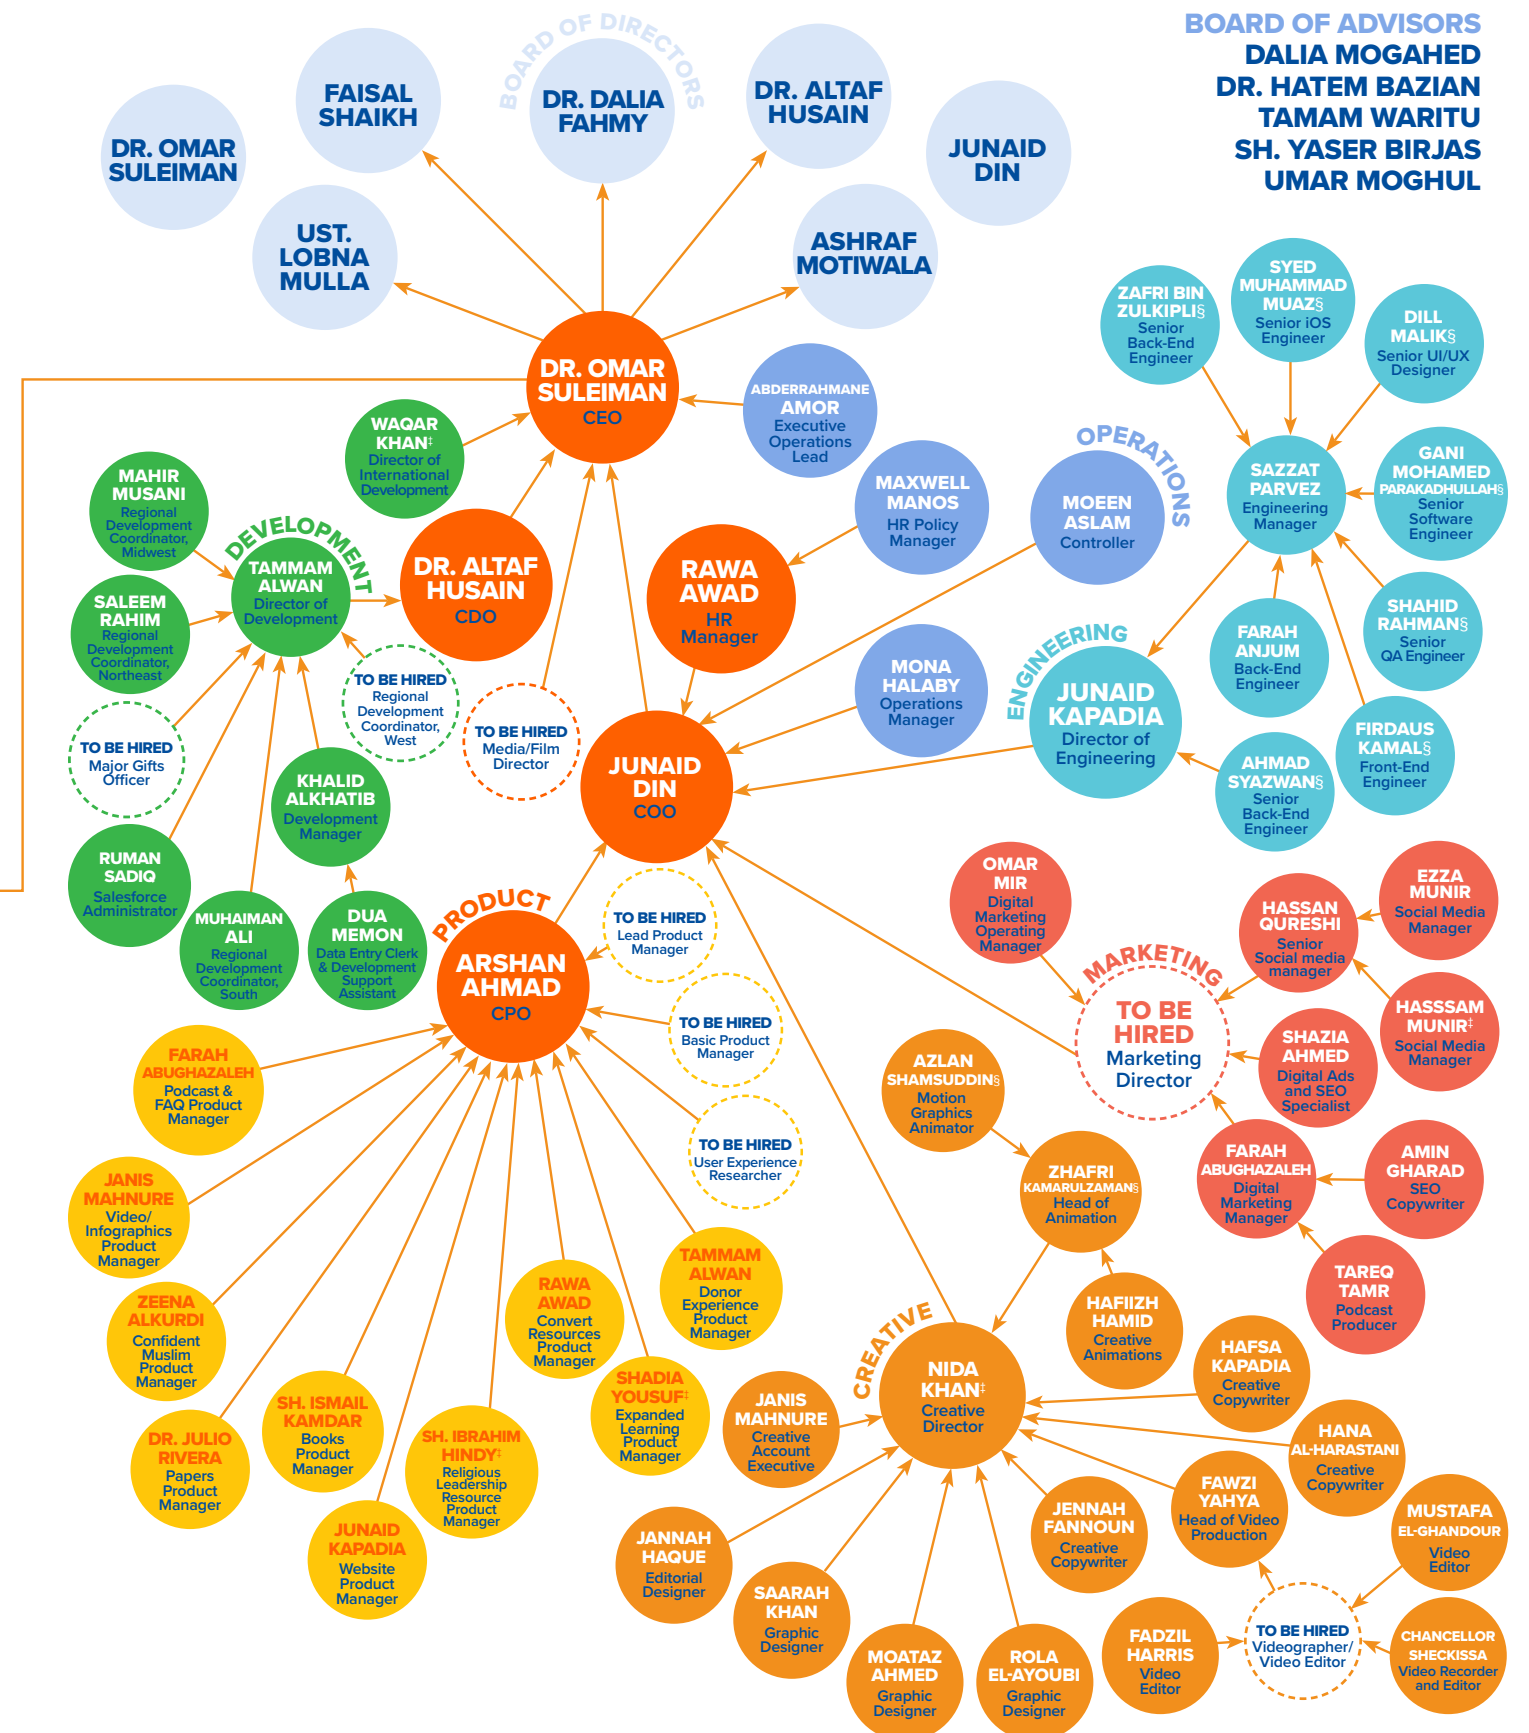 BOARD OF DIRECTORS
DR. OMAR
SULEIMAN
FAISAL
SHAIKH
DR. DALIA
FAHMY
DR. ALTAF
HUSAIN
JUNAID
DIN
UST.
LOBNA
MULLA
ASHRAF
MOTIWALA
BOARD OF ADVISORS
DALIA MOGAHED
DR. HATEM BAZIAN
TAMAM WARITU
SH. YASER BIRJAS
UMAR MOGHUL
DR. OMAR
SULEIMAN
CEO
ABDERRAHMANE
AMOR
Executive
Operations
Lead
WAQAR
KHAN‡
Director of
International
Development
DR. ALTAF
HUSAIN
CDO
DEVELOPMENT
TAMMAM
ALWAN
Director of
Development
MAHIR
MUSANI
Regional
Development
Coordinator,
Midwest
SALEEM
RAHIM
Regional
Development
Coordinator,
Northeast
TO BE HIRED
Major Gifts
Officer
RUMAN
SADIQ
Salesforce
Administrator
MUHAIMAN
ALI
Regional
Development
Coordinator,
South
KHALID
ALKHATIB
Development
Manager
DUA
MEMON
Data Entry Clerk
& Development
Support
Assistant
TO BE HIRED
Regional
Development
Coordinator,
West
TO BE HIRED
Media/Film
Director
RAWA
AWAD
HR
Manager
MAXWELL
MANOS
HR Policy
Manager
OPERATIONS
MOEEN
ASLAM
Controller
MONA
HALABY
Operations
Manager
JUNAID
DIN
COO
ENGINEERING
JUNAID
KAPADIA
Director of
Engineering
SAZZAT
PARVEZ
Engineering
Manager
ZAFRI BIN
ZULKIPLI§
Senior
Back-End
Engineer
SYED
MUHAMMAD
MUAZ§
Senior iOS
Engineer
DILL
MALIK§
Senior UI/UX
Designer
GANI
MOHAMED
PARAKADHULLAH§
Senior
Software
Engineer
SHAHID
RAHMAN§
Senior
QA Engineer
FARAH
ANJUM
Back-End
Engineer
FIRDAUS
KAMAL§
Front-End
Engineer
AHMAD
SYAZWAN§
Senior
Back-End
Engineer
PRODUCT
ARSHAN
AHMAD
CPO
TO BE HIRED
Lead Product
Manager
TO BE HIRED
Basic Product
Manager
TO BE HIRED
User Experience
Researcher
FARAH
ABUGHAZALEH
Podcast &
FAQ Product
Manager
JANIS
MAHNURE
Video/
Infographics
Product
Manager
ZEENA
ALKURDI
Confident
Muslim
Product
Manager
DR. JULIO
RIVERA
Papers
Product
Manager
SH. ISMAIL
KAMDAR
Books
Product
Manager
JUNAID
KAPADIA
Website
Product
Manager
SH. IBRAHIM
HINDY‡
Religious
Leadership
Resource
Product
Manager
RAWA
AWAD
Convert
Resources
Product
Manager
SHADIA
YOUSUF‡
Expanded
Learning
Product
Manager
TAMMAM
ALWAN
Donor
Experience
Product
Manager
MARKETING
TO BE
HIRED
Marketing
Director
OMAR
MIR
Digital
Marketing
Operating
Manager
HASSAN
QURESHI
Senior
Social media
manager
EZZA
MUNIR
Social Media
Manager
HASSSAM
MUNIR‡
Social Media
Manager
SHAZIA
AHMED
Digital Ads
and SEO
Specialist
FARAH
ABUGHAZALEH
Digital
Marketing
Manager
AMIN
GHARAD
SEO
Copywriter
TAREQ
TAMR
Podcast
Producer
AZLAN
SHAMSUDDIN§
Motion
Graphics
Animator
ZHAFRI
KAMARULZAMAN§
Head of
Animation
HAFIIZH
HAMID
Creative
Animations
CREATIVE
NIDA
KHAN‡
Creative
Director
JANIS
MAHNURE
Creative
Account
Executive
JANNAH
HAQUE
Editorial
Designer
SAARAH
KHAN
Graphic
Designer
MOATAZ
AHMED
Graphic
Designer
ROLA
EL-AYOUBI
Graphic
Designer
JENNAH
FANNOUN
Creative
Copywriter
HAFSA
KAPADIA
Creative
Copywriter
HANA
AL-HARASTANI
Creative
Copywriter
FAWZI
YAHYA
Head of Video
Production
TO BE HIRED
Videographer/
Video Editor
FADZIL
HARRIS
Video
Editor
MUSTAFA
EL-GHANDOUR
Video
Editor
CHANCELLOR
SHECKISSA
Video Recorder
and Editor